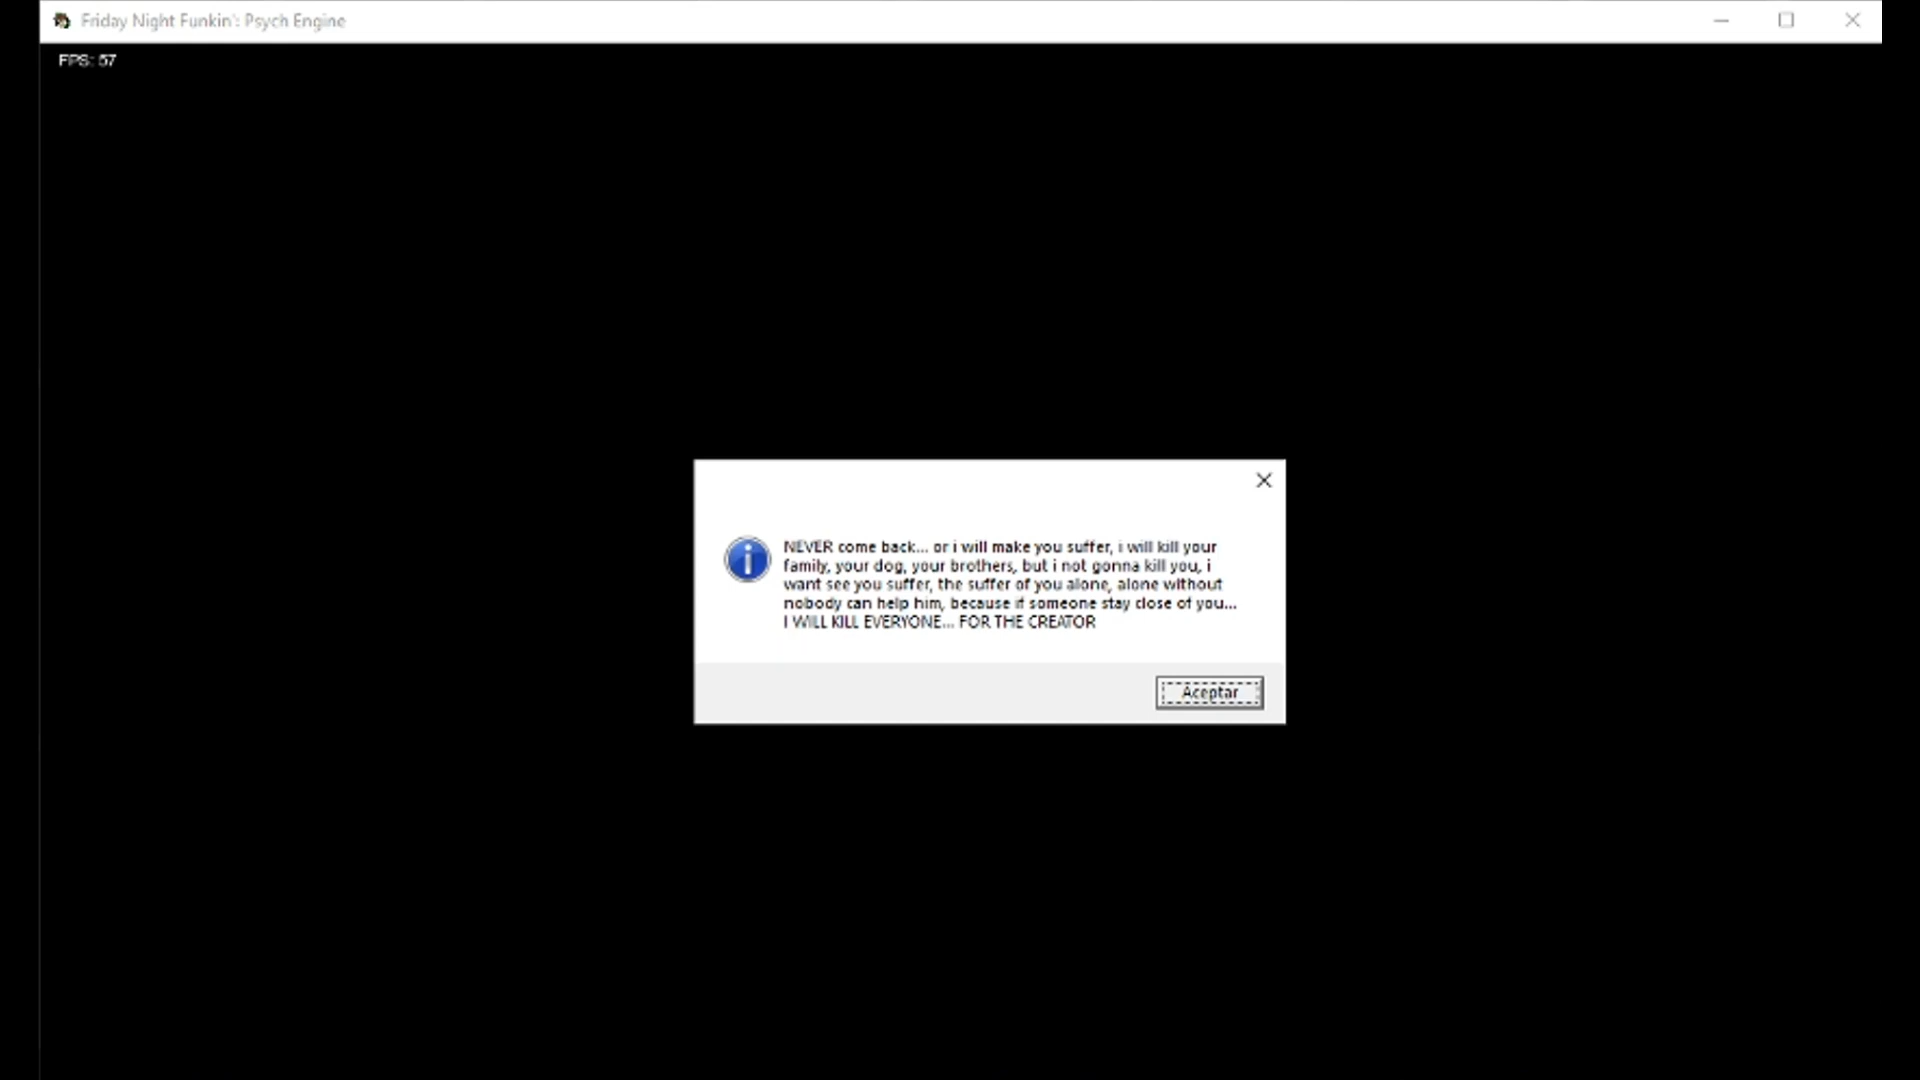 Friday Night Funkin': Psych Engine
FPS: 57
NEVER come back... or i will make you suffer, i will kill your
family, your dog, your brothers, but i not gonna kill you, i
want see you suffer, the suffer of you alone, alone without
nobody can help him, because if someone stay close of you...
I WILL KILL EVERYONE... FOR THE CREATOR
Aceptar